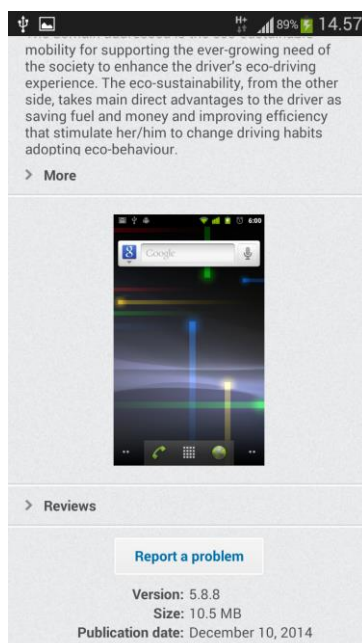 H+ 89% 14.57
mobility for supporting the ever-growing need of
the society to enhance the driver's eco-driving
experience. The eco-sustainability, from the other
side, takes main direct advantages to the driver as
saving fuel and money and improving efficiency
that stimulate her/him to change driving habits
adopting eco-behaviour.
More
6:00
Google
Reviews
Report a problem
Version: 5.8.8
Size: 10.5 MB
Publication date: December 10, 2014